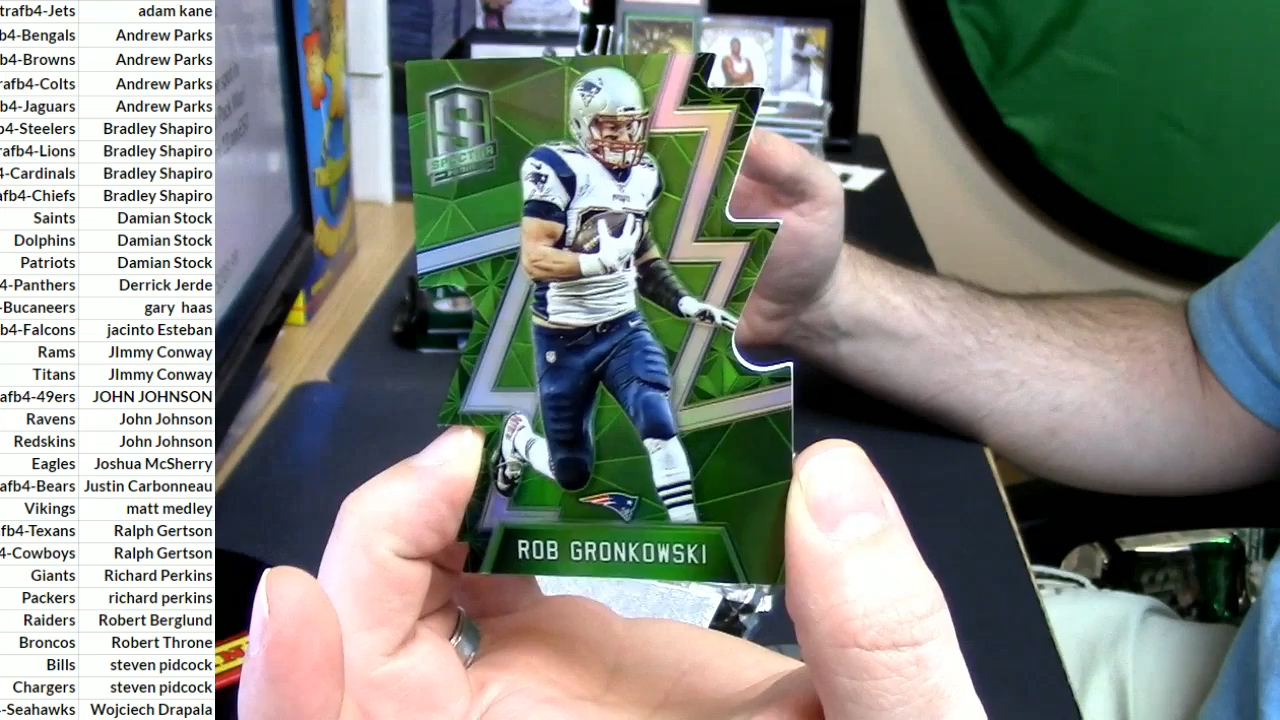 trafb4-Jets adam kane
b4-Bengals Andrew Parks
b4-Browns Andrew Parks
rafb4-Colts Andrew Parks
b4-Jaguars Andrew Parks
b4-Steelers Bradley Shapiro
rafb4-Lions Bradley Shapiro
4-Cardinals Bradley Shapiro
afb4-Chiefs Bradley Shapiro
Saints Damian Stock
Dolphins Damian Stock
Patriots Damian Stock
b4-Panthers Derrick Jerde
-Bucaneers gary haas
b4-Falcons jacinto Esteban
Rams JImmy Conway
Titans JImmy Conway
afb4-49ers JOHN JOHNSON
Ravens John Johnson
Redskins John Johnson
Eagles Joshua McSherry
afb4-Bears Justin Carbonneau
Vikings matt medley
fb4-Texans Ralph Gertson
4-Cowboys Ralph Gertson
Giants Richard Perkins
Packers richard perkins
Raiders Robert Berglund
Broncos Robert Throne
Bills steven pidcock
Chargers steven pidcock
-Seahawks Wojciech Drapala
SPECTRA
ROB GRONKOWSKI